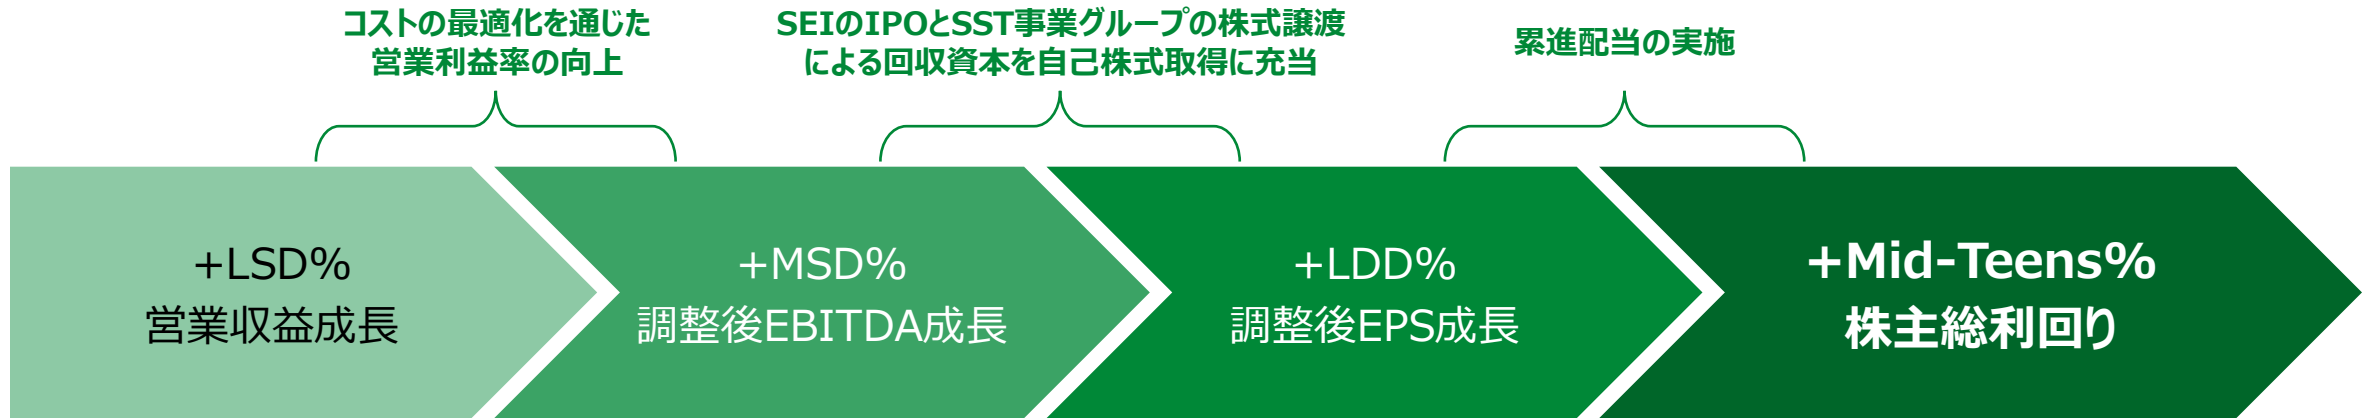 コストの最適化を通じた
営業利益率の向上
SEIのIPOとSST事業グループの株式譲渡
による回収資本を自己株式取得に充当
累進配当の実施
+LSD%
営業収益成長
+MSD%
調整後EBITDA成長
+LDD%
調整後EPS成長
+Mid-Teens%
株主総利回り